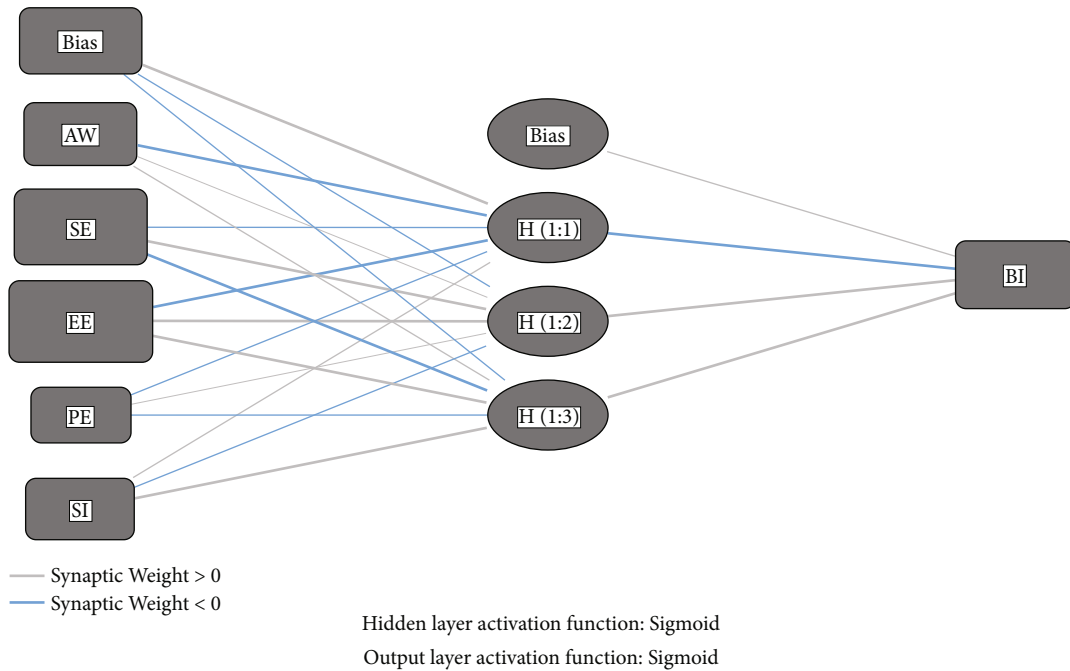 Bias
AW
SE
EE
PE
SI
Bias
H (1:1)
H (1:2)
H (1:3)
BI
Synaptic Weight > 0
Synaptic Weight < 0
Hidden layer activation function: Sigmoid
Output layer activation function: Sigmoid